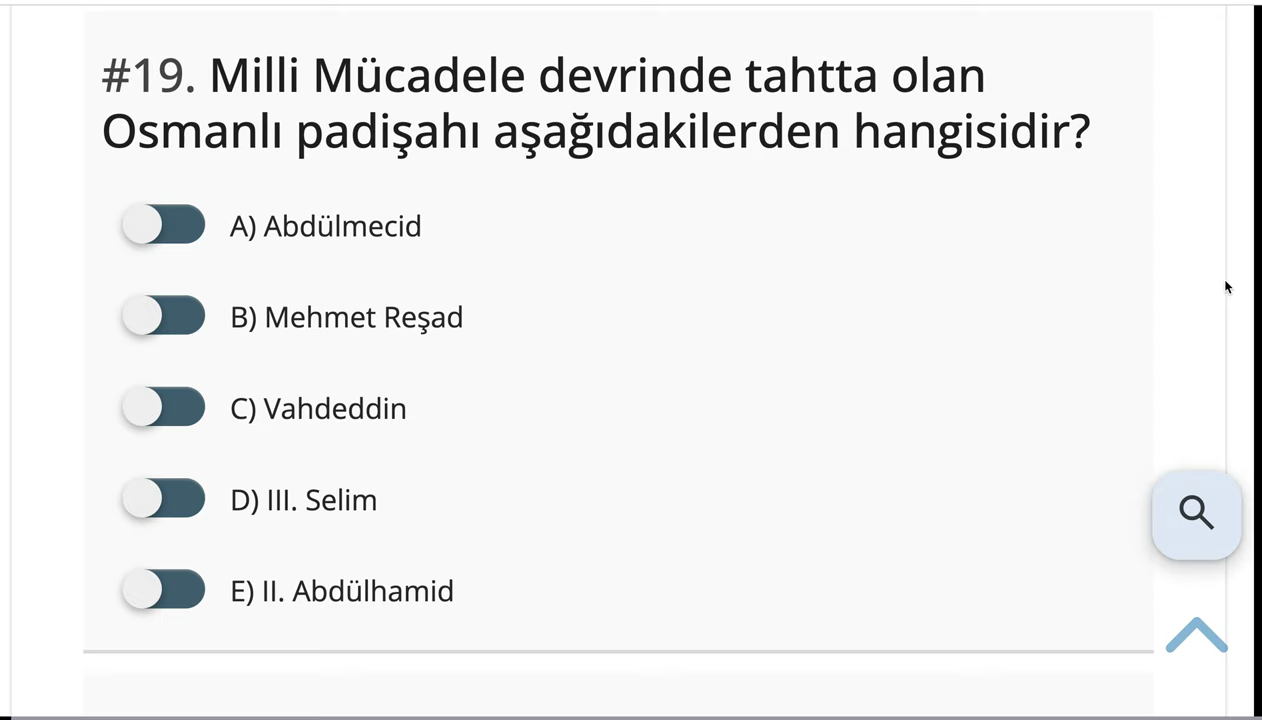 #19. Milli Mücadele devrinde tahtta olan
Osmanlı padişahı aşağıdakilerden hangisidir?
A) Abdülmecid
B) Mehmet Reşad
C) Vahdeddin
D) III. Selim
E) II. Abdülhamid